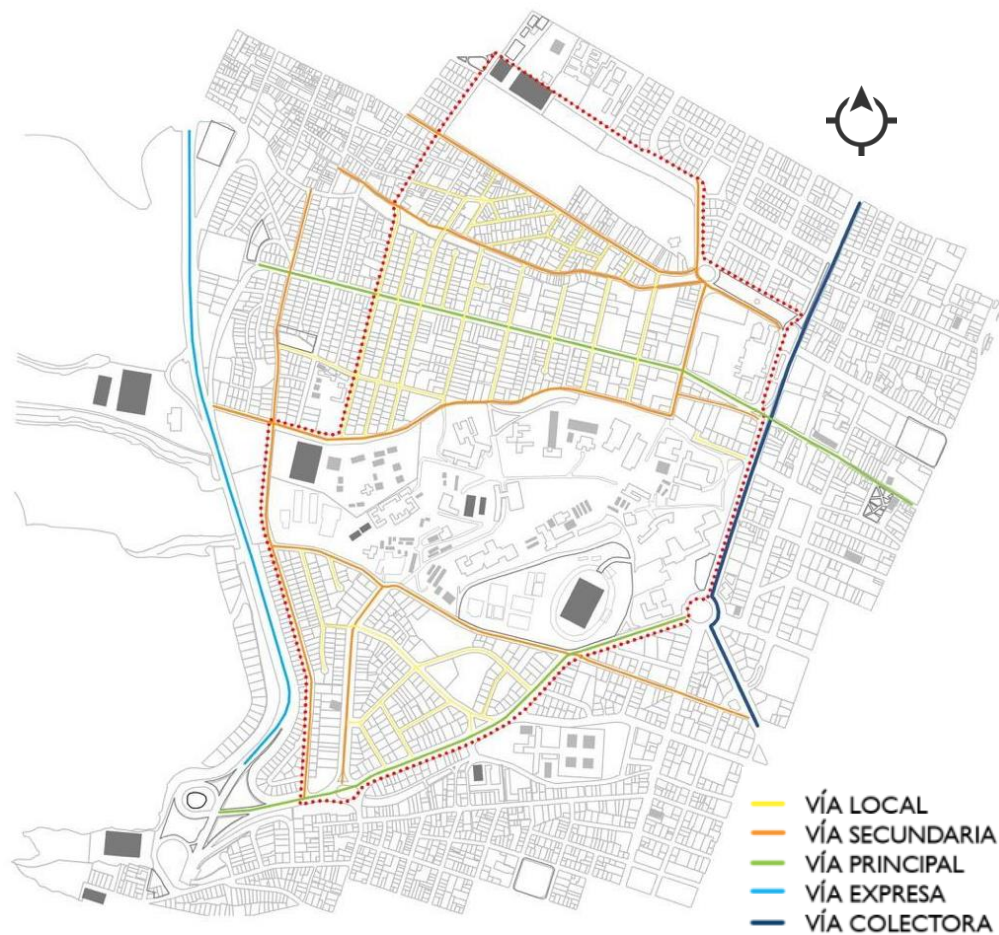 VÍA LOCAL
VÍA SECUNDARIA
VÍA PRINCIPAL
VÍA EXPRESA
VÍA COLECTORA